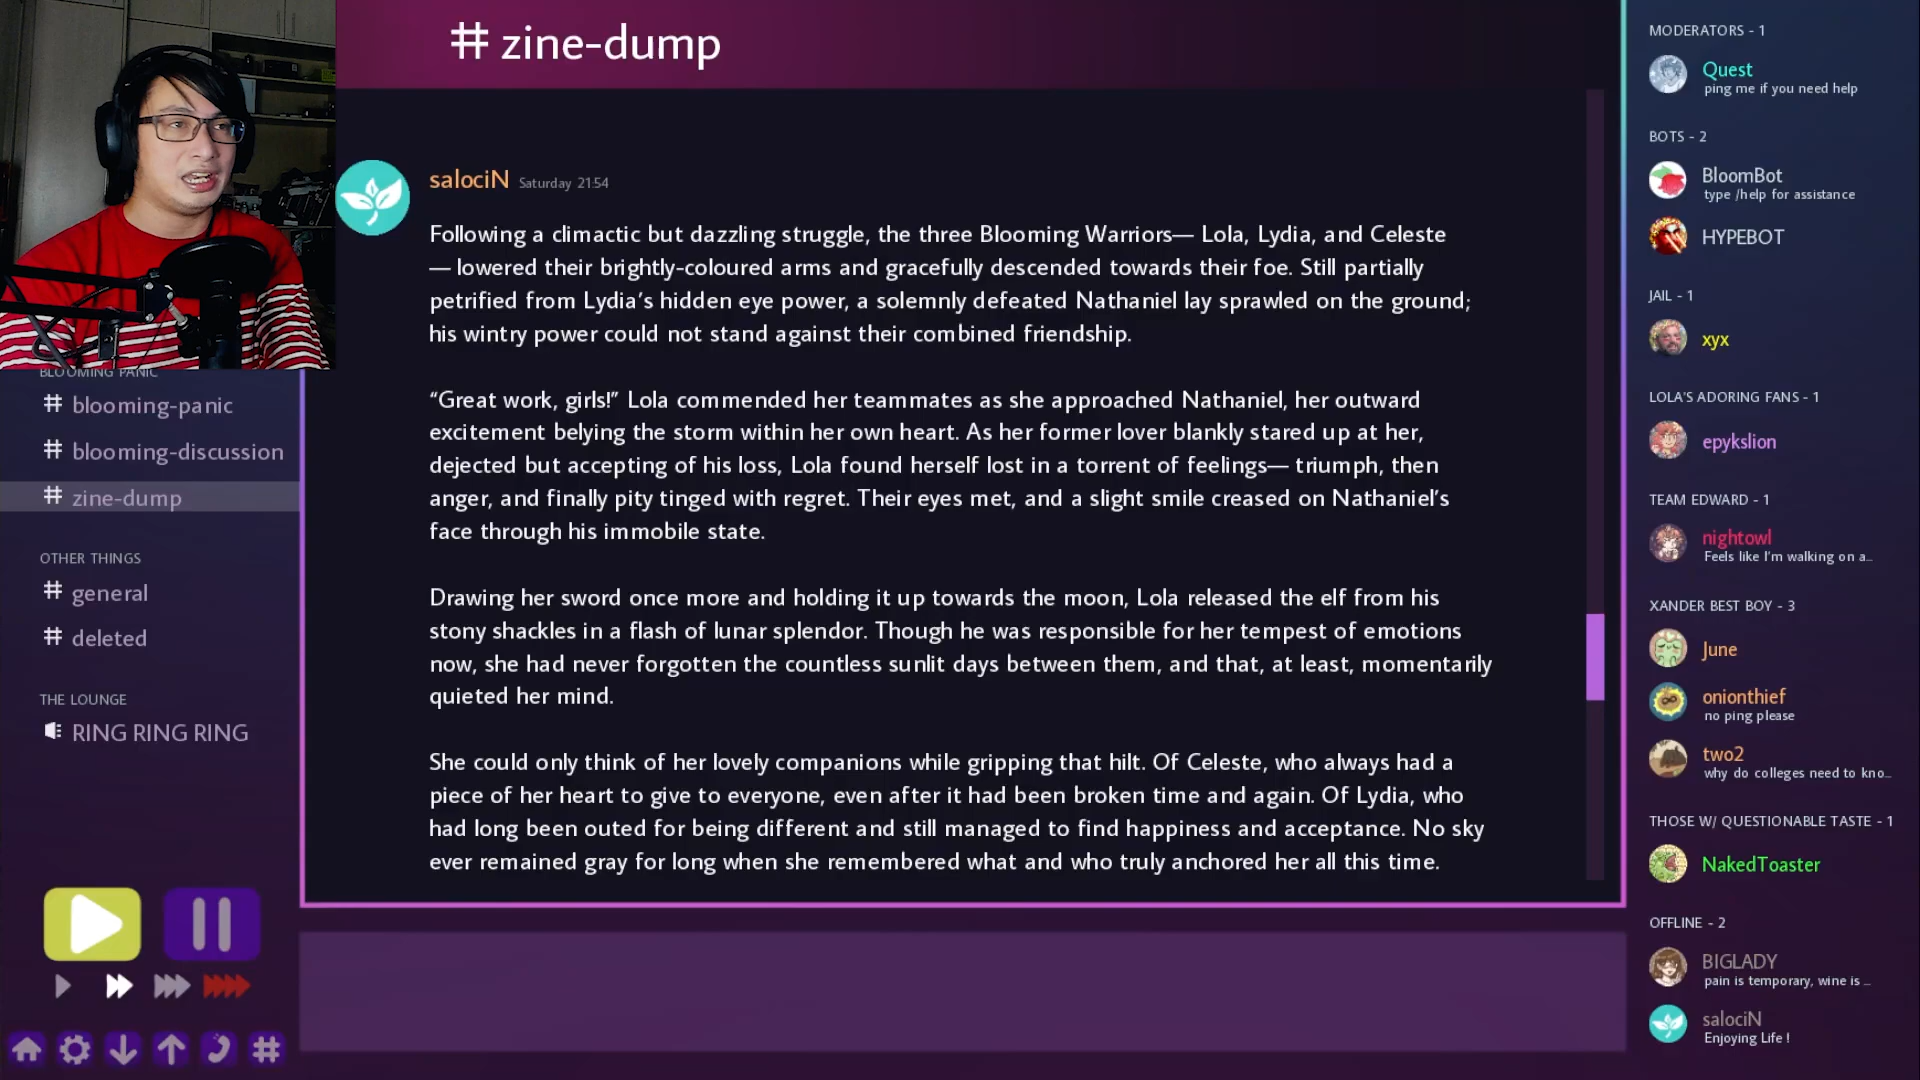 # zine-dump
salociN Saturday 21:54
Following a climactic but dazzling struggle, the three Blooming Warriors— Lola, Lydia, and Celeste
— lowered their brightly-coloured arms and gracefully descended towards their foe. Still partially
petrified from Lydia's hidden eye power, a solemnly defeated Nathaniel lay sprawled on the ground;
his wintry power could not stand against their combined friendship.
“Great work, girls!” Lola commended her teammates as she approached Nathaniel, her outward
excitement belying the storm within her own heart. As her former lover blankly stared up at her,
dejected but accepting of his loss, Lola found herself lost in a torrent of feelings— triumph, then
anger, and finally pity tinged with regret. Their eyes met, and a slight smile creased on Nathaniel's
face through his immobile state.
Drawing her sword once more and holding it up towards the moon, Lola released the elf from his
stony shackles in a flash of lunar splendor. Though he was responsible for her tempest of emotions
now, she had never forgotten the countless sunlit days between them, and that, at least, momentarily
quieted her mind.
She could only think of her lovely companions while gripping that hilt. Of Celeste, who always had a
piece of her heart to give to everyone, even after it had been broken time and again. Of Lydia, who
had long been outed for being different and still managed to find happiness and acceptance. No sky
ever remained gray for long when she remembered what and who truly anchored her all this time.
BLOOMING PANIC
# blooming-panic
# blooming-discussion
# zine-dump
OTHER THINGS
# general
# deleted
THE LOUNGE
RING RING RING
MODERATORS - 1
Quest
ping me if you need help
BOTS - 2
BloomBot
type /help for assistance
HYPEBOT
JAIL - 1
xyx
LOLA'S ADORING FANS - 1
epykslion
TEAM EDWARD - 1
nightowl
Feels like I'm walking on a...
XANDER BEST BOY - 3
June
onionthief
no ping please
two2
why do colleges need to kno...
THOSE W/ QUESTIONABLE TASTE - 1
NakedToaster
OFFLINE - 2
BIGLADY
pain is temporary, wine is ...
salociN
Enjoying Life !